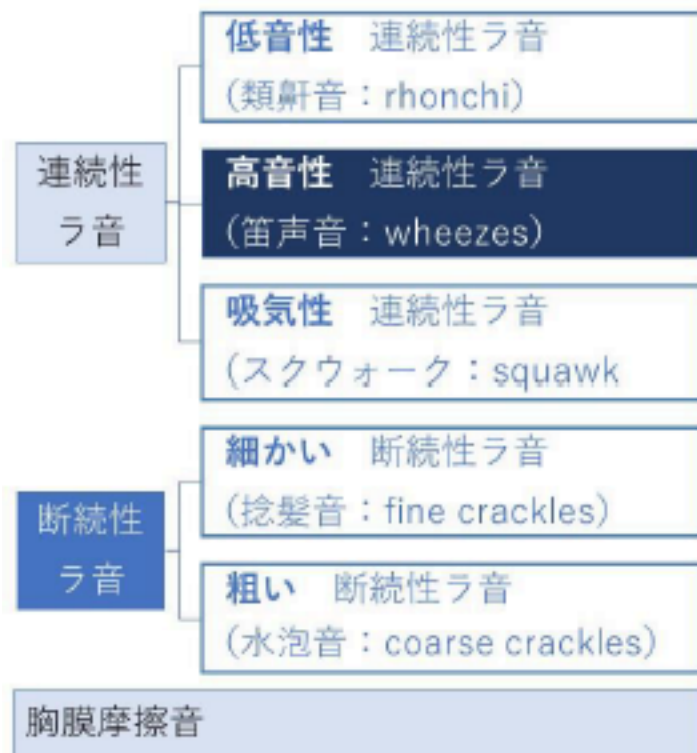 低音性 連続性ラ音
(類鼾音：rhonchi)
連続性
ラ音
高音性 連続性ラ音
(笛声音：wheezes)
吸気性 連続性ラ音
(スクウォーク：squawk
細かい 断続性ラ音
(捻髪音：fine crackles)
断続性
ラ音
粗い 断続性ラ音
(水泡音：coarse crackles)
胸膜摩擦音